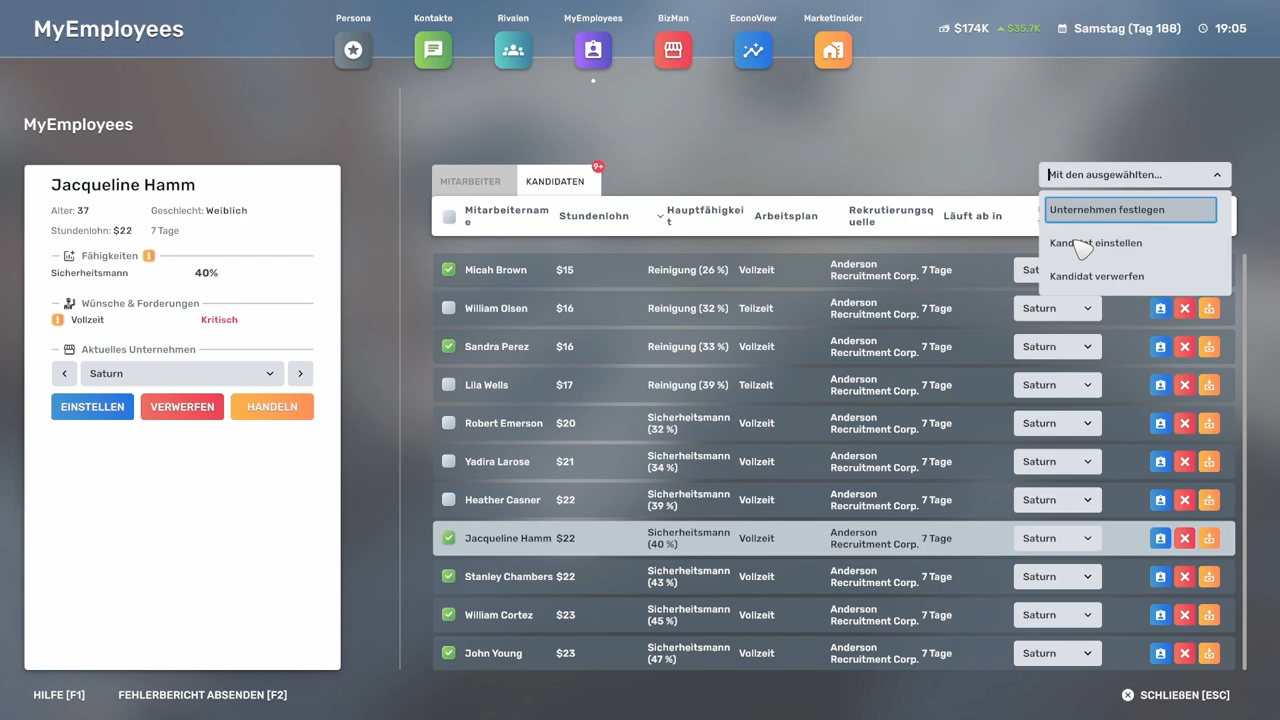 MyEmployees
Persona
Kontakte
Rivalen
MyEmployees
BizMan
EconoView
MarketInsider
$174K
$35.7K
Samstag (Tag 188)
19:05
MyEmployees
Jacqueline Hamm
Alter: 37
Geschlecht: Weiblich
Stundenlohn: $22
7 Tage
Fähigkeiten
Sicherheitsmann
40%
Wünsche & Forderungen
Vollzeit
Kritisch
Aktuelles Unternehmen
Saturn
EINSTELLEN
VERWERFEN
HANDELN
MITARBEITER
KANDIDATEN
9+
Mit den ausgewählten...
Unternehmen festlegen
Kandidat einstellen
Kandidat verwerfen
Mitarbeiternam
e
Stundenlohn
Hauptfähigkei
t
Arbeitsplan
Rekrutierungsq
uelle
Läuft ab in
Micah Brown $15 Reinigung (26 %) Vollzeit Anderson
Recruitment Corp. 7 Tage Sat
William Olsen $16 Reinigung (32 %) Teilzeit Anderson
Recruitment Corp. 7 Tage Saturn
Sandra Perez $16 Reinigung (33 %) Vollzeit Anderson
Recruitment Corp. 7 Tage Saturn
Lila Wells $17 Reinigung (39 %) Teilzeit Anderson
Recruitment Corp. 7 Tage Saturn
Robert Emerson $20 Sicherheitsmann
(32 %) Vollzeit Anderson
Recruitment Corp. 7 Tage Saturn
Yadira Larose $21 Sicherheitsmann
(34 %) Vollzeit Anderson
Recruitment Corp. 7 Tage Saturn
Heather Casner $22 Sicherheitsmann
(39 %) Vollzeit Anderson
Recruitment Corp. 7 Tage Saturn
Jacqueline Hamm $22 Sicherheitsmann
(40 %) Vollzeit Anderson
Recruitment Corp. 7 Tage Saturn
Stanley Chambers $22 Sicherheitsmann
(43 %) Vollzeit Anderson
Recruitment Corp. 7 Tage Saturn
William Cortez $23 Sicherheitsmann
(45 %) Vollzeit Anderson
Recruitment Corp. 7 Tage Saturn
John Young $23 Sicherheitsmann
(47 %) Vollzeit Anderson
Recruitment Corp. 7 Tage Saturn
HILFE [F1]
FEHLERBERICHT ABSENDEN [F2]
SCHLIEẞEN [ESC]